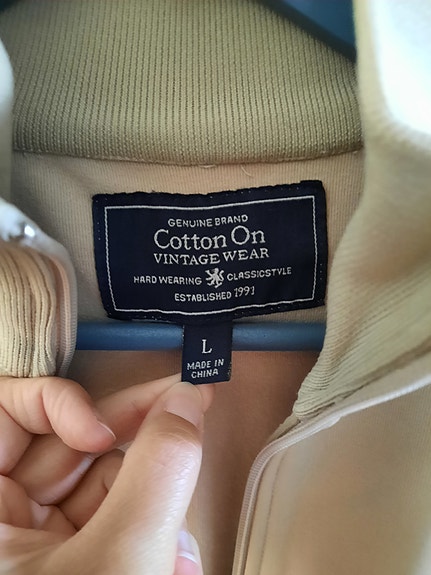 GENUINE BRAND
Cotton On
VINTAGE WEAR
HARD WEARING CLASSICSTYLE
ESTABLISHED 1991
L
MADE IN
CHINA